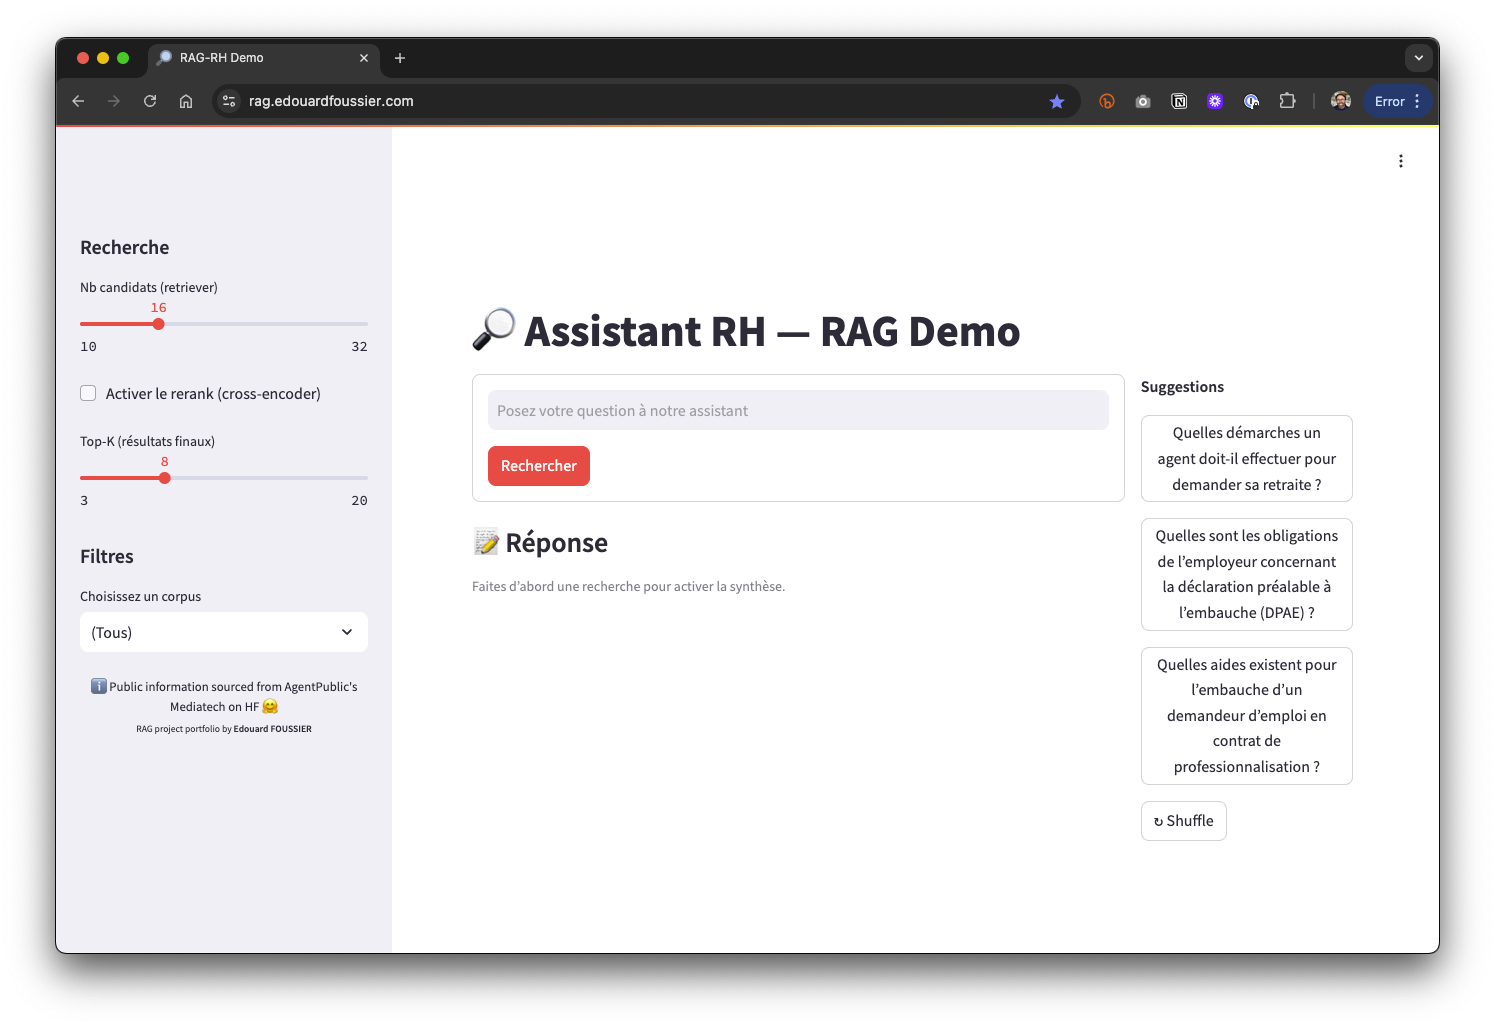 RAG-RH Demo
rag.edouardfoussier.com
Error
Recherche
Nb candidats (retriever)
16
10 32
Activer le rerank (cross-encoder)
Top-K (résultats finaux)
8
3 20
Filtres
Choisissez un corpus
(Tous)
Public information sourced from AgentPublic's
Mediatech on HF 🤗
RAG project portfolio by Edouard FOUSSIER
Assistant RH — RAG Demo
Posez votre question à notre assistant
Rechercher
Réponse
Faites d’abord une recherche pour activer la synthèse.
Suggestions
Quelles démarches un
agent doit-il effectuer pour
demander sa retraite ?
Quelles sont les obligations
de l’employeur concernant
la déclaration préalable à
l’embauche (DPAE) ?
Quelles aides existent pour
l’embauche d’un
demandeur d’emploi en
contrat de
professionnalisation ?
↻ Shuffle